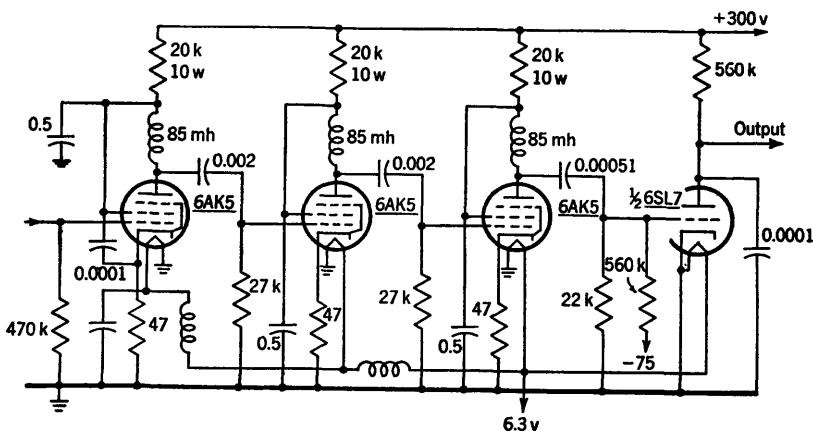 +300 v
20 k
10 w
20 k
10 w
20 k
10 w
560 k
0.5
85 mh
85 mh
85 mh
Output
0.002
0.002
0.00051
½ 6SL7
6AK5
6AK5
6AK5
0.0001
0.0001
27 k
27 k
22 k
560 k
470 k
47
0.5
47
0.5
47
-75
6.3 v